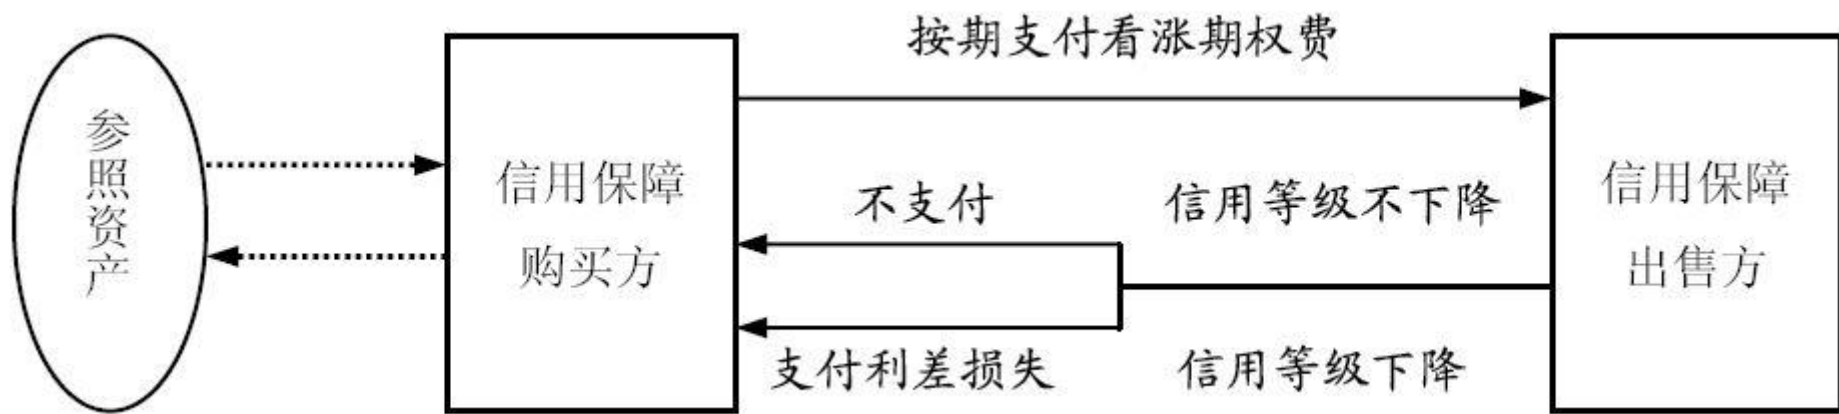 按期支付看涨期权费
参照资产
信用保障
购买方
不支付
信用等级不下降
信用保障
出售方
支付利差损失
信用等级下降